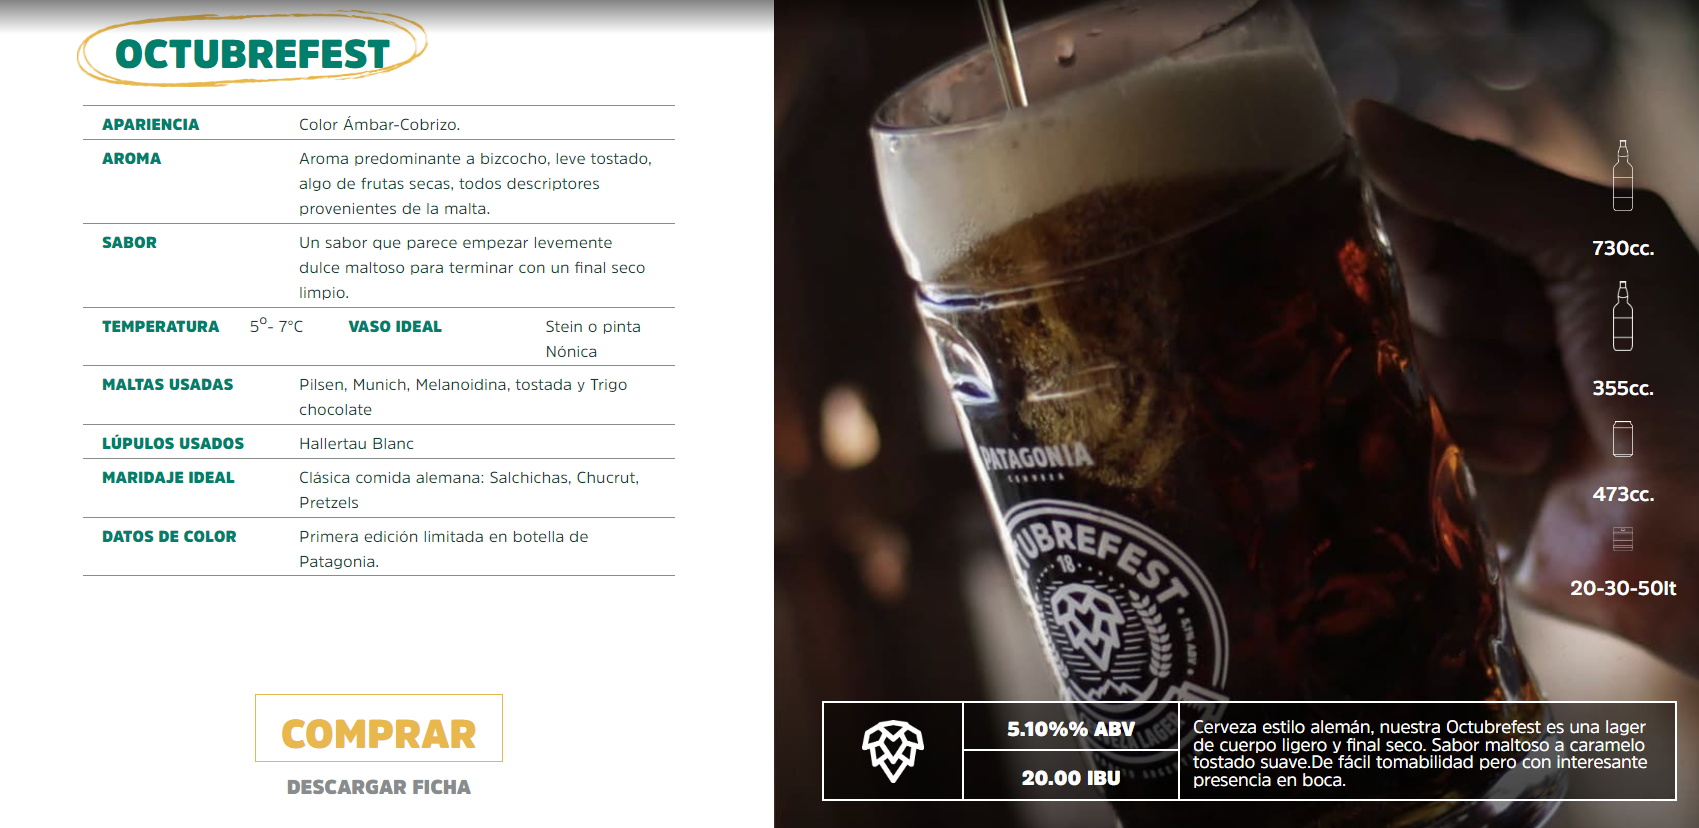 OCTUBREFEST
APARIENCIA Color Ámbar-Cobrizo.
AROMA Aroma predominante a bizcocho, leve tostado,
algo de frutas secas, todos descriptores
provenientes de la malta.
SABOR Un sabor que parece empezar levemente
dulce maltoso para terminar con un final seco
limpio.
TEMPERATURA 5º- 7°C VASO IDEAL Stein o pinta
Nónica
MALTAS USADAS Pilsen, Munich, Melanoidina, tostada y Trigo
chocolate
LÚPULOS USADOS Hallertau Blanc
MARIDAJE IDEAL Clásica comida alemana: Salchichas, Chucrut,
Pretzels
DATOS DE COLOR Primera edición limitada en botella de
Patagonia.
COMPRAR
DESCARGAR FICHA
730cc.
355cc.
473cc.
20-30-50lt
PATAGONIA
CERVEZA
TUBREFEST
18
5.10%% ABV
20.00 IBU
Cerveza estilo alemán, nuestra Octubrefest es una lager
de cuerpo ligero y final seco. Sabor maltoso a caramelo
tostado suave.De fácil tomabilidad pero con interesante
presencia en boca.